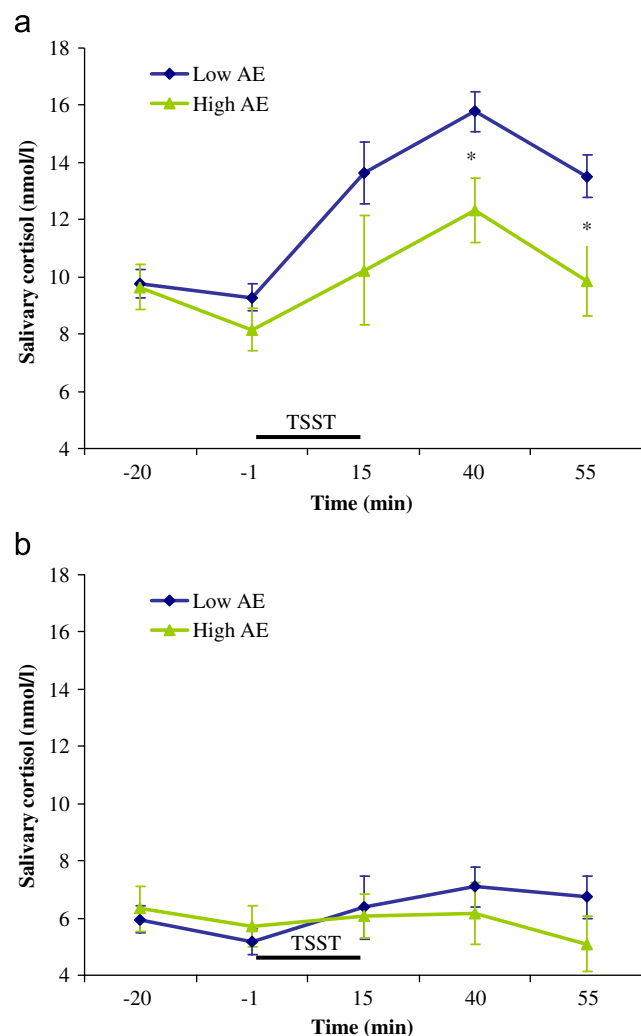 a
18
16
14
12
10
8
6
4
Salivary cortisol (nmol/l)
Low AE
High AE
*
*
TSST
-20 -1 15 40 55
Time (min)
b
18
16
14
12
10
8
6
4
Salivary cortisol (nmol/l)
Low AE
High AE
TSST
-20 -1 15 40 55
Time (min)